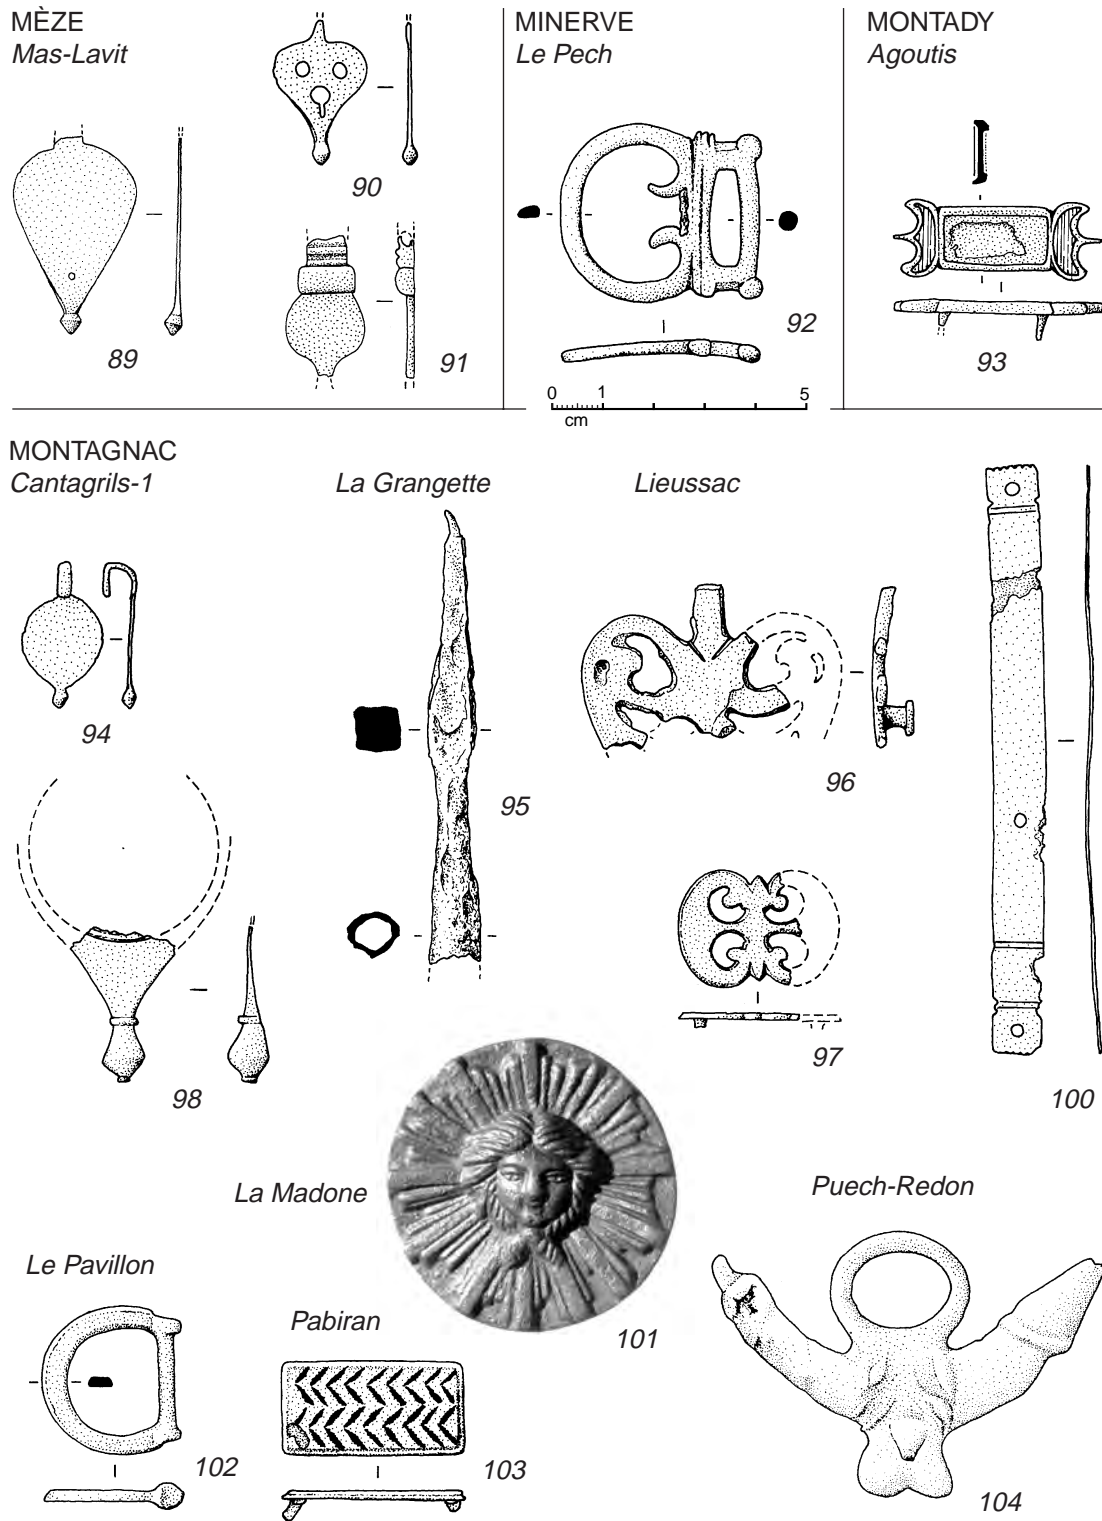 MÈZE
Mas-Lavit
89
90
91
MINERVE
Le Pech
92
0 1 5
cm
MONTADY
Agoutis
93
MONTAGNAC
Cantagrils-1
94
98
La Grangette
95
Lieussac
96
97
100
La Madone
101
Le Pavillon
102
Pabiran
103
Puech-Redon
104